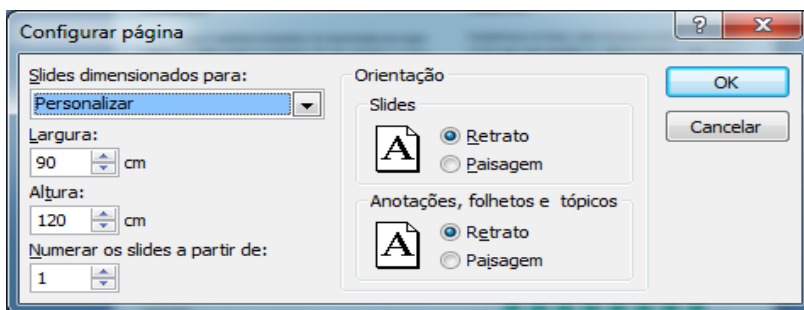 Configurar página
Slides dimensionados para:
Personalizar
Largura:
90 cm
Altura:
120 cm
Numerar os slides a partir de:
1
Orientação
Slides
A
Retrato
Paisagem
Anotações, folhetos e tópicos
A
Retrato
Paisagem
OK
Cancelar